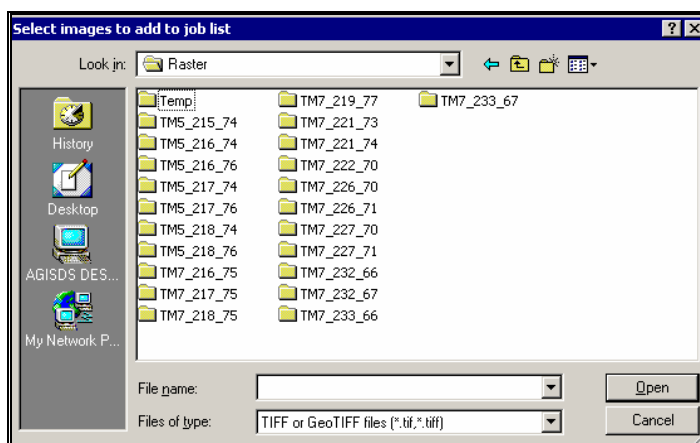 Select images to add to job list
Look in: Raster
History
Desktop
AGISDS DES...
My Network P...
Temp
TM5_215_74
TM5_216_74
TM5_216_76
TM5_217_74
TM5_217_76
TM5_218_74
TM5_218_76
TM7_216_75
TM7_217_75
TM7_218_75
TM7_219_77
TM7_221_73
TM7_221_74
TM7_222_70
TM7_226_70
TM7_226_71
TM7_227_70
TM7_227_71
TM7_232_66
TM7_232_67
TM7_233_66
TM7_233_67
File name:
Open
Files of type: TIFF or GeoTIFF files (*.tif,*.tiff)
Cancel